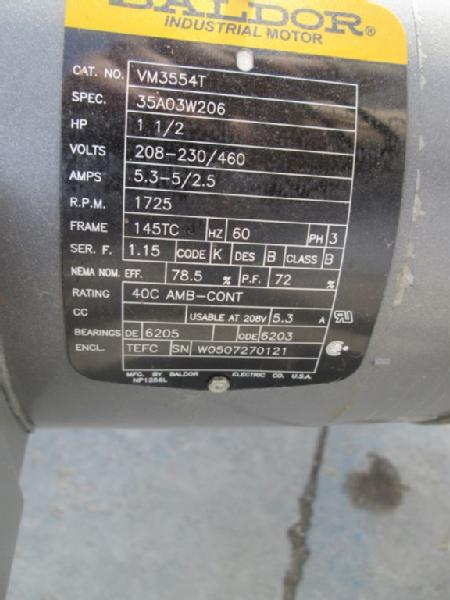 BALDOR®
INDUSTRIAL MOTOR
CAT. NO. VM3554T
SPEC. 35A03W206
HP 1 1/2
VOLTS 208-230/460
AMPS 5.3-5/2.5
R.P.M. 1725
FRAME 145TC HZ 60 PH 3
SER. F. 1.15 CODE K DES B CLASS B
NEMA NOM. EFF. 78.5 % P.F. 72 %
RATING 40C AMB-CONT
CC USABLE AT 208V 5.3 A
BEARINGS DE 6205 ODE 6203
ENCL. TEFC SN W0507270121
MFG. BY BALDOR ELECTRIC CO. U.S.A.
NP1256L